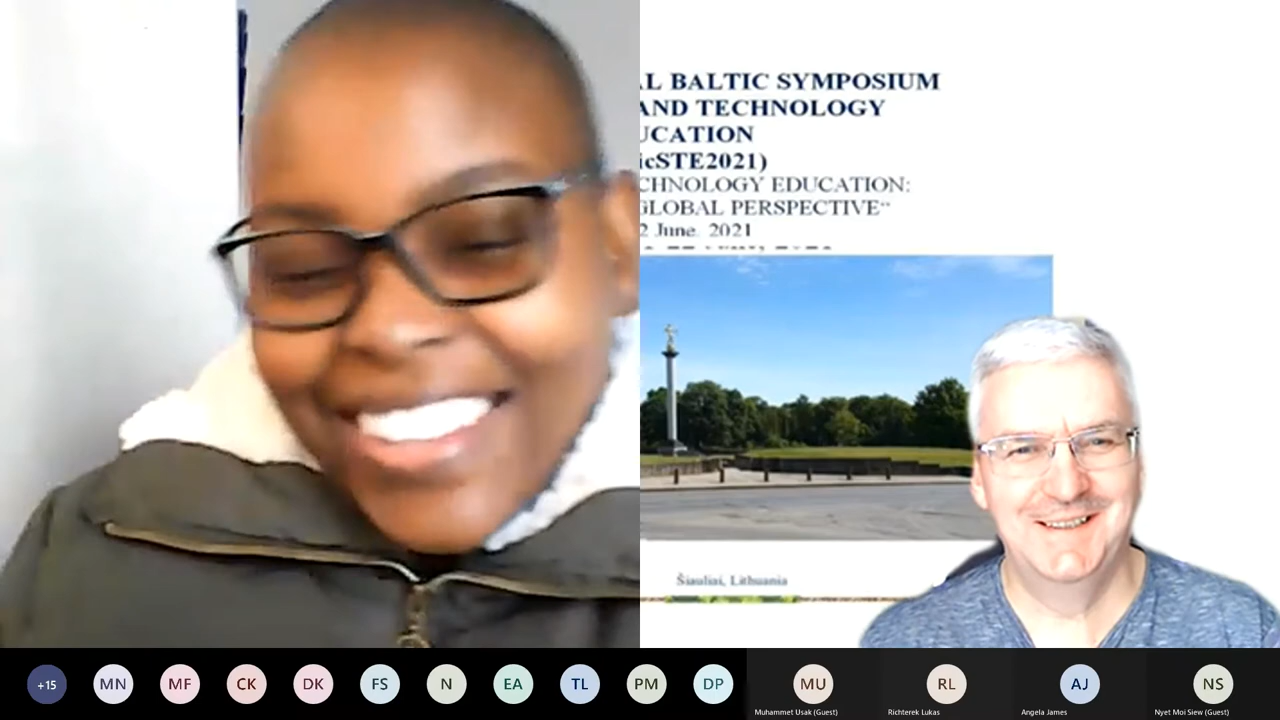 AL BALTIC SYMPOSIUM
AND TECHNOLOGY
UCATION
icSTE2021)
CHNOLOGY EDUCATION:
GLOBAL PERSPECTIVE“
2 June, 2021
Šiauliai, Lithuania
+15
MN
MF
CK
DK
FS
N
EA
TL
PM
DP
MU
RL
AJ
NS
Muhammet Usak (Guest)
Richterek Lukas
Angela James
Nyet Moi Siew (Guest)